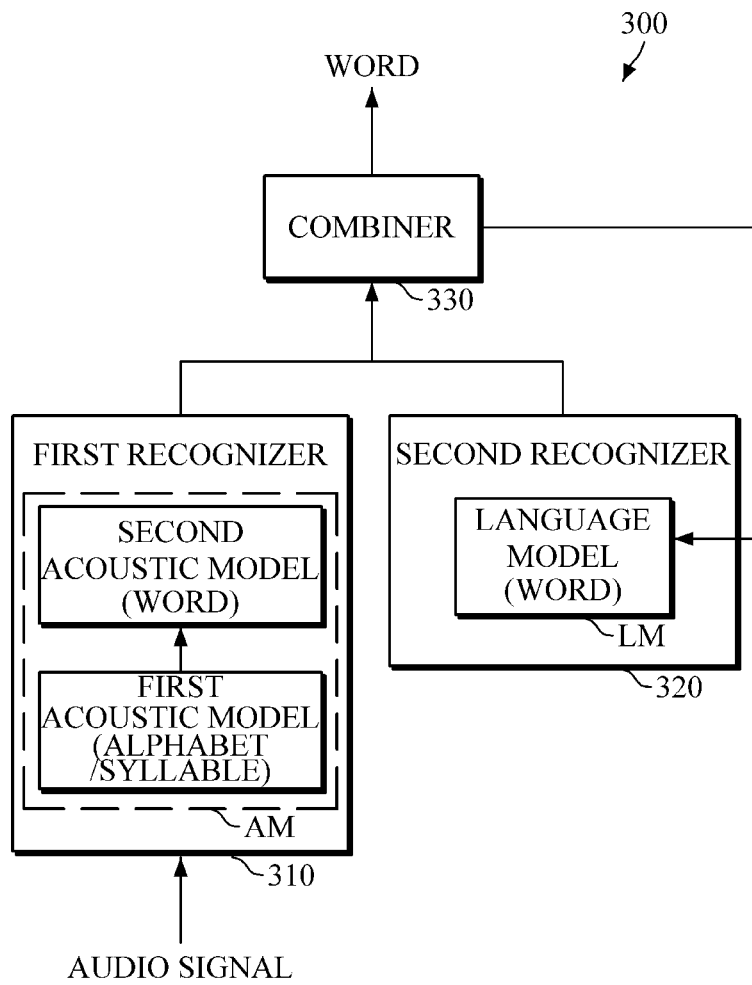 300
WORD
COMBINER
330
FIRST RECOGNIZER
SECOND
ACOUSTIC MODEL
(WORD)
FIRST
ACOUSTIC MODEL
(ALPHABET
/SYLLABLE)
AM
310
AUDIO SIGNAL
SECOND RECOGNIZER
LANGUAGE
MODEL
(WORD)
LM
320